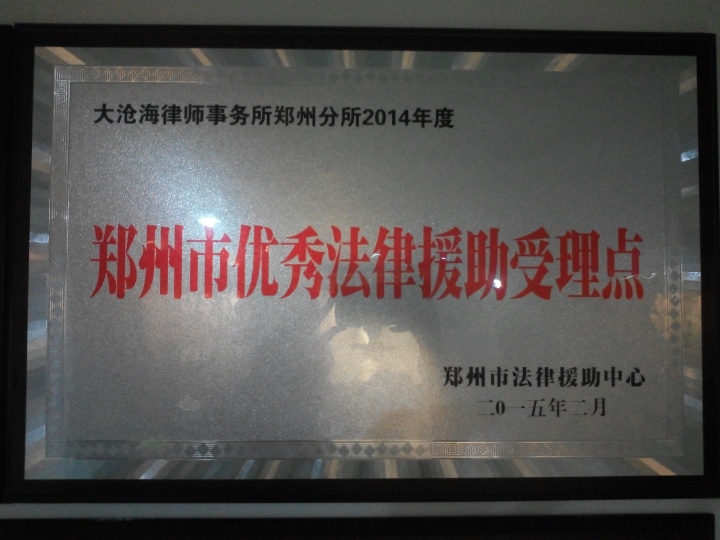 大沧海律师事务所郑州分所2014年度
郑州市优秀法律援助受理点
郑州市法律援助中心
二0一五年二月